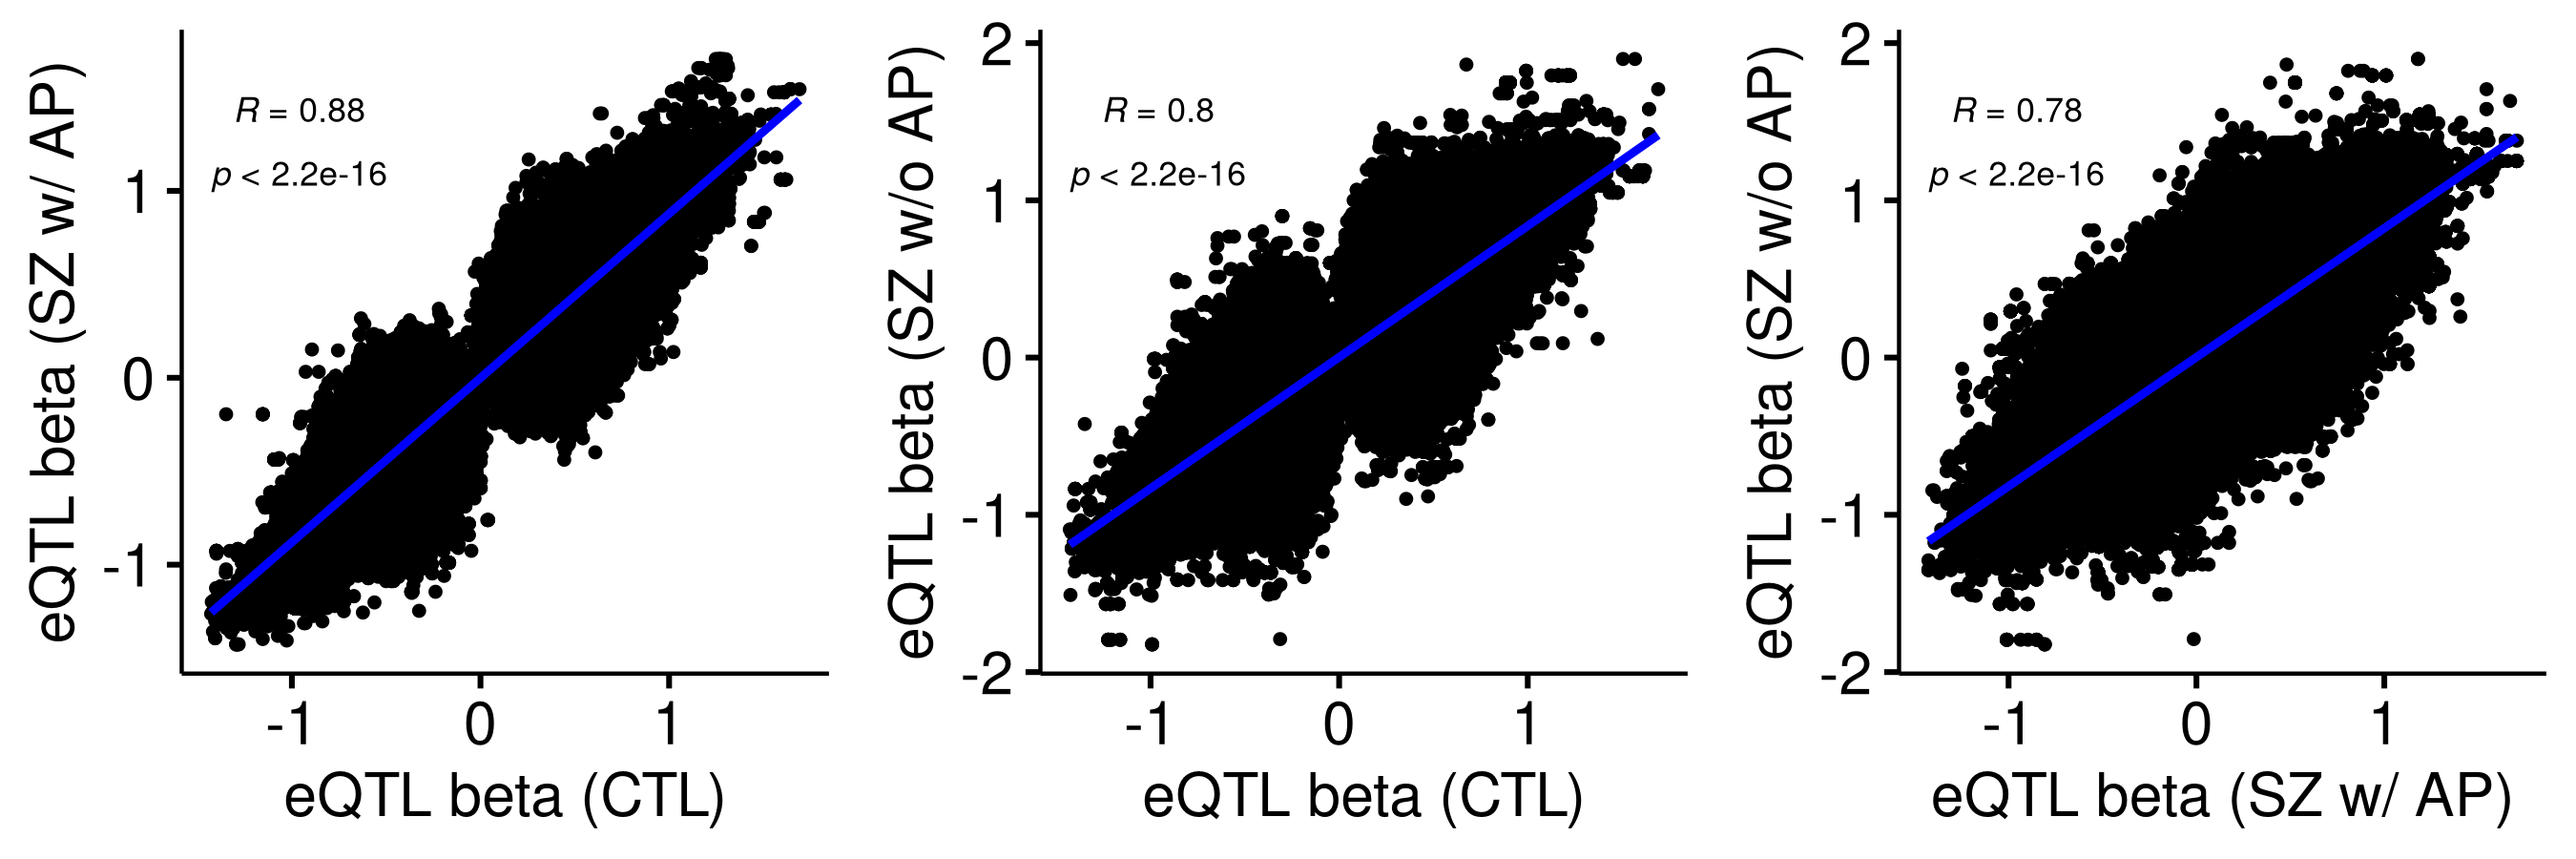 eQTL beta (SZ w/ AP)
1
0
-1
R = 0.88
p < 2.2e-16
-1 0 1
eQTL beta (CTL)
eQTL beta (SZ w/o AP)
2
1
0
-1
-2
R = 0.8
p < 2.2e-16
-1 0 1
eQTL beta (CTL)
eQTL beta (SZ w/o AP)
2
1
0
-1
-2
R = 0.78
p < 2.2e-16
-1 0 1
eQTL beta (SZ w/ AP)